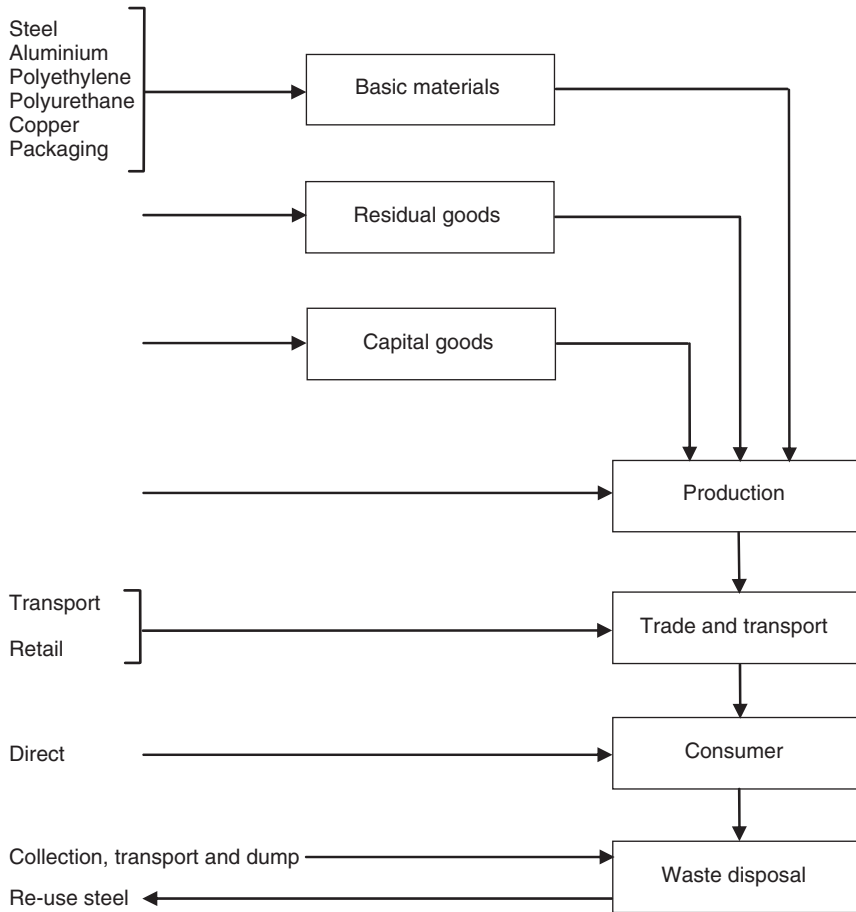 Steel
Aluminium
Polyethylene
Polyurethane
Copper
Packaging
Basic materials
Residual goods
Capital goods
Production
Transport
Retail
Trade and transport
Direct
Consumer
Collection, transport and dump
Waste disposal
Re-use steel